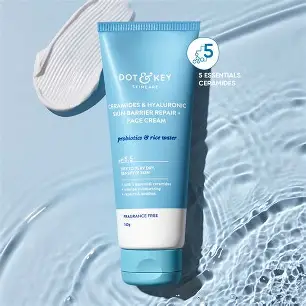 DOT & KEY
SKINCARE
CERAMIDES & HYALURONIC
SKIN BARRIER REPAIR +
FACE CREAM
probiotics & rice water
5
5 ESSENTIALS
CERAMIDES
FRAGRANCE FREE